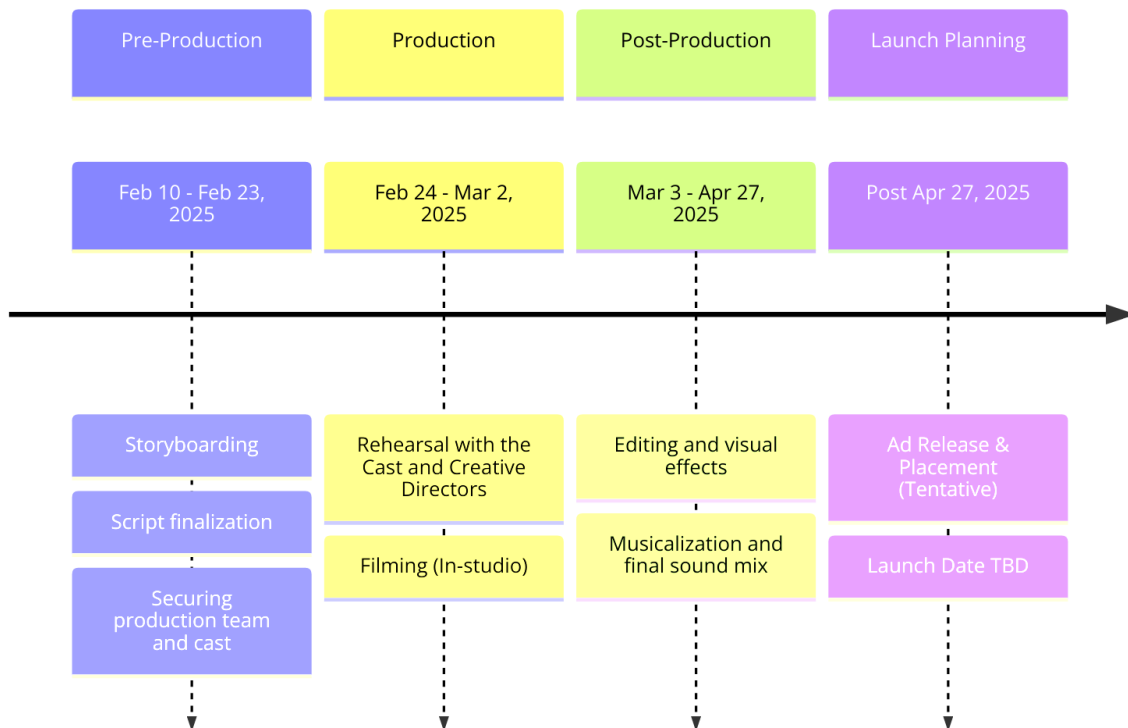 Pre-Production
Production
Post-Production
Launch Planning
Feb 10 - Feb 23,
2025
Feb 24 - Mar 2,
2025
Mar 3 - Apr 27,
2025
Post Apr 27, 2025
Storyboarding
Script finalization
Securing
production team
and cast
Rehearsal with the
Cast and Creative
Directors
Filming (In-studio)
Editing and visual
effects
Musicalization and
final sound mix
Ad Release &
Placement
(Tentative)
Launch Date TBD